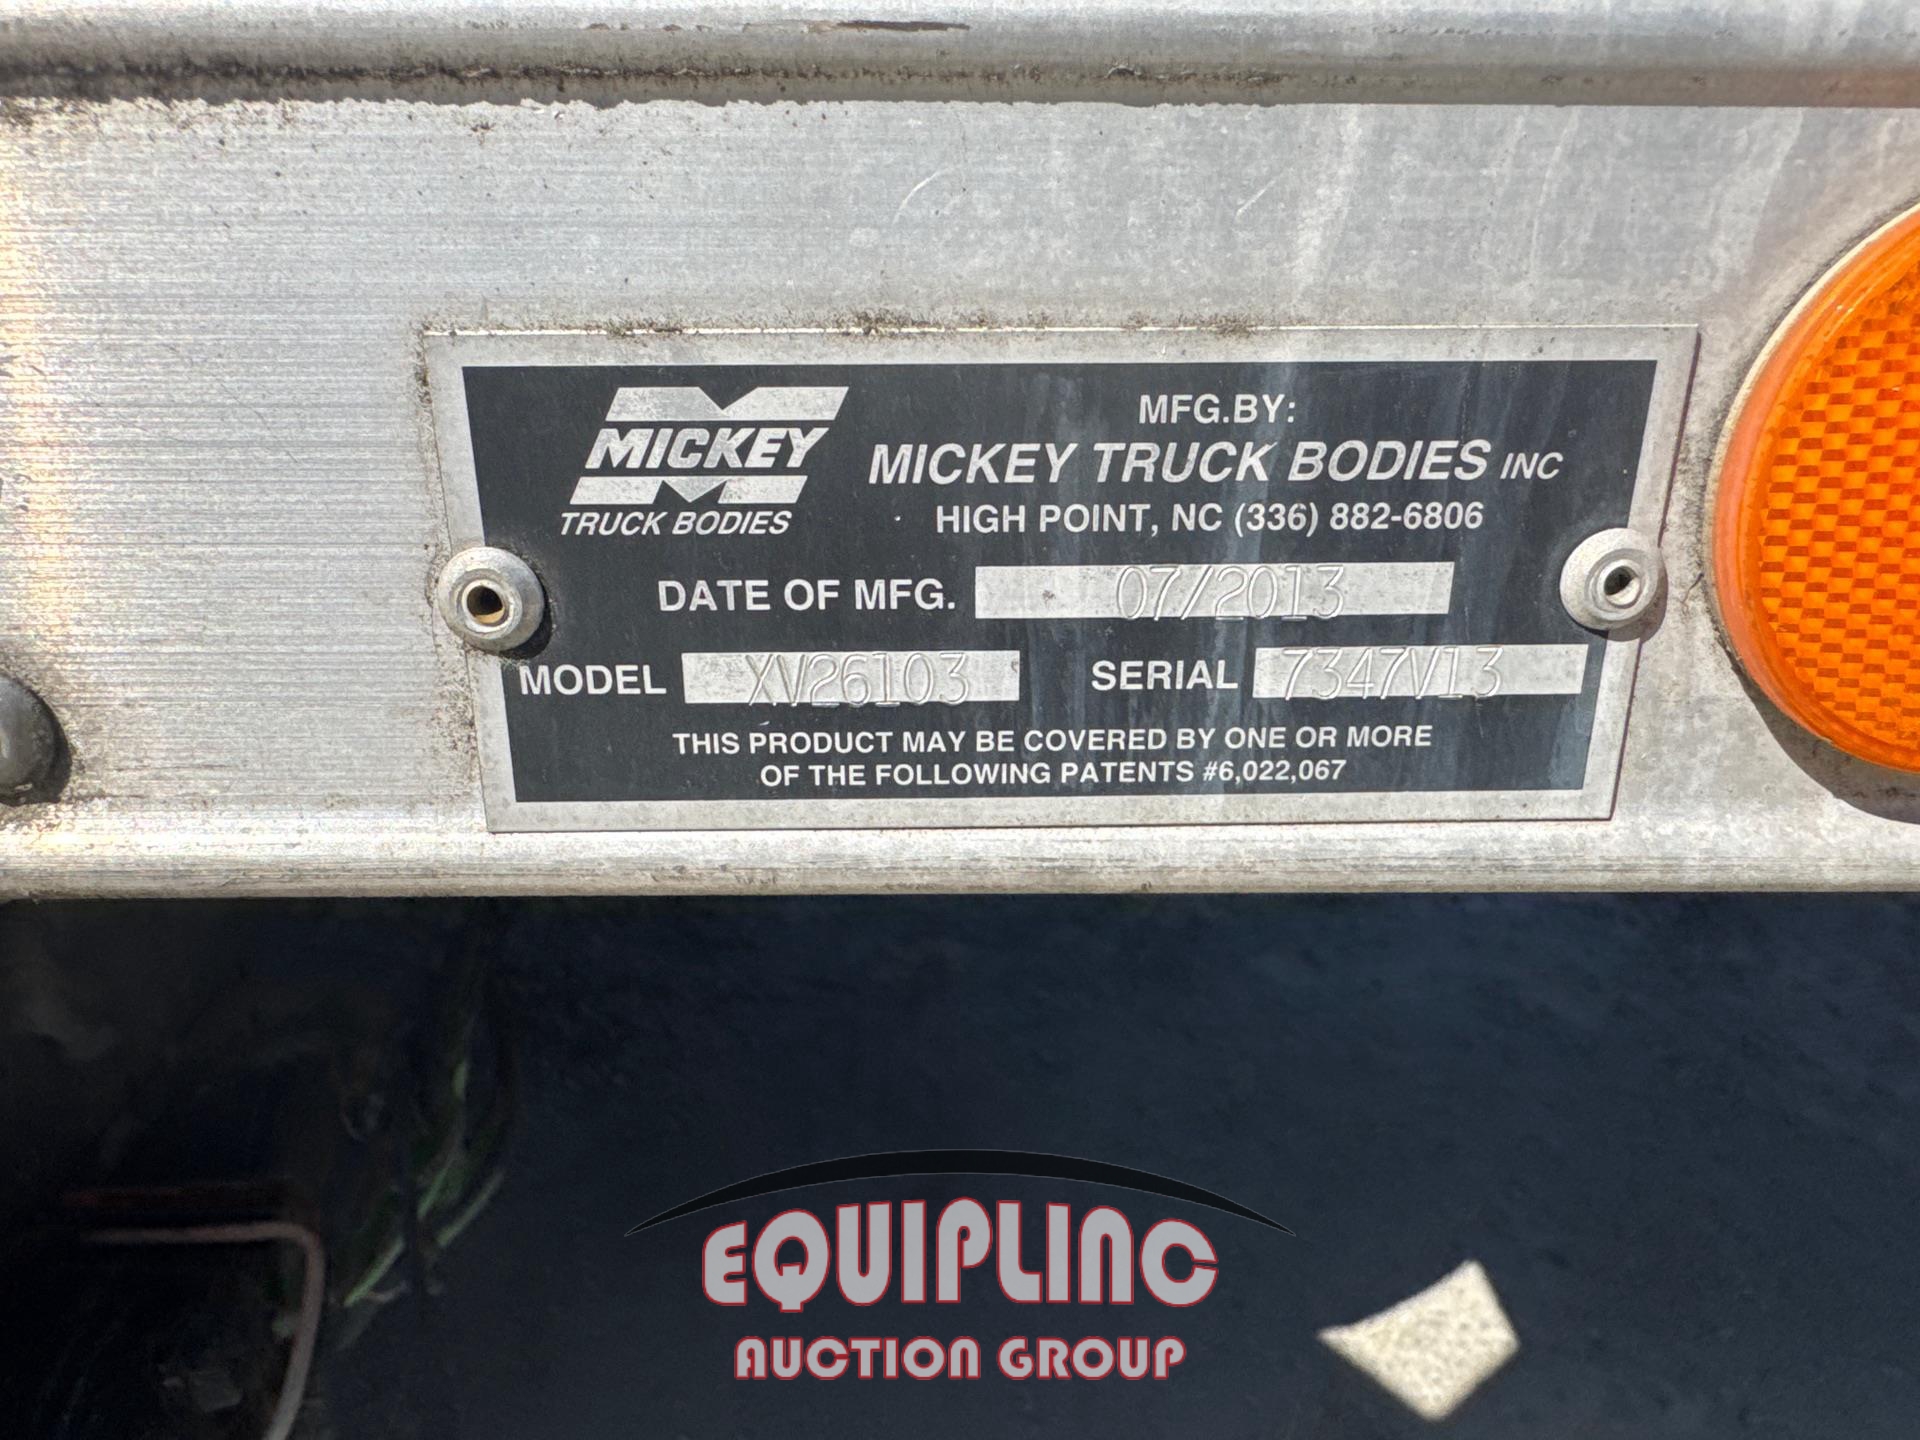 MICKEY
TRUCK BODIES
MFG.BY:
MICKEY TRUCK BODIES INC
HIGH POINT, NC (336) 882-6806
DATE OF MFG. 07/2013
MODEL XV26103 SERIAL 7347V13
THIS PRODUCT MAY BE COVERED BY ONE OR MORE
OF THE FOLLOWING PATENTS #6,022,067
EQUIPLINC
AUCTION GROUP